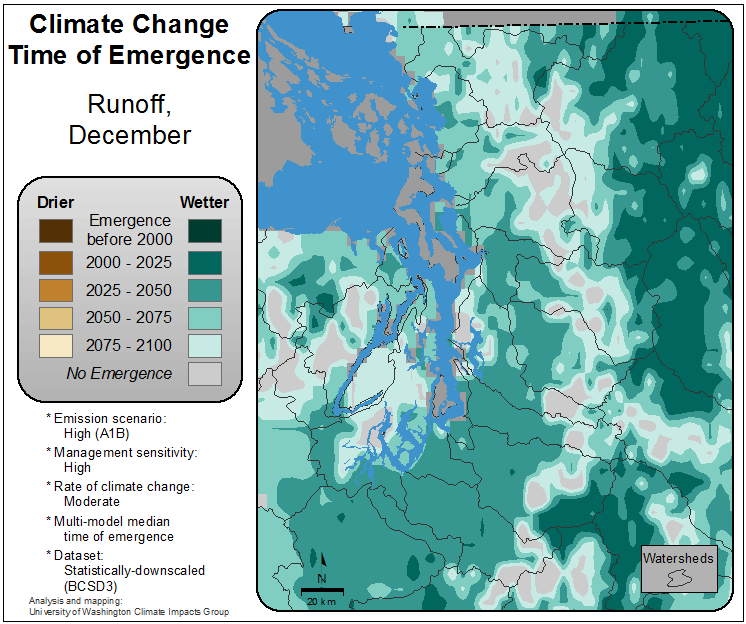 Climate Change
Time of Emergence
Runoff,
December
Drier
Wetter
Emergence
before 2000
2000 - 2025
2025 - 2050
2050 - 2075
2075 - 2100
No Emergence
* Emission scenario:
High (A1B)
* Management sensitivity:
High
* Rate of climate change:
Moderate
* Multi-model median
time of emergence
* Dataset:
Statistically-downscaled
(BCSD3)
Analysis and mapping:
University of Washington Climate Impacts Group
N
20 km
Watersheds